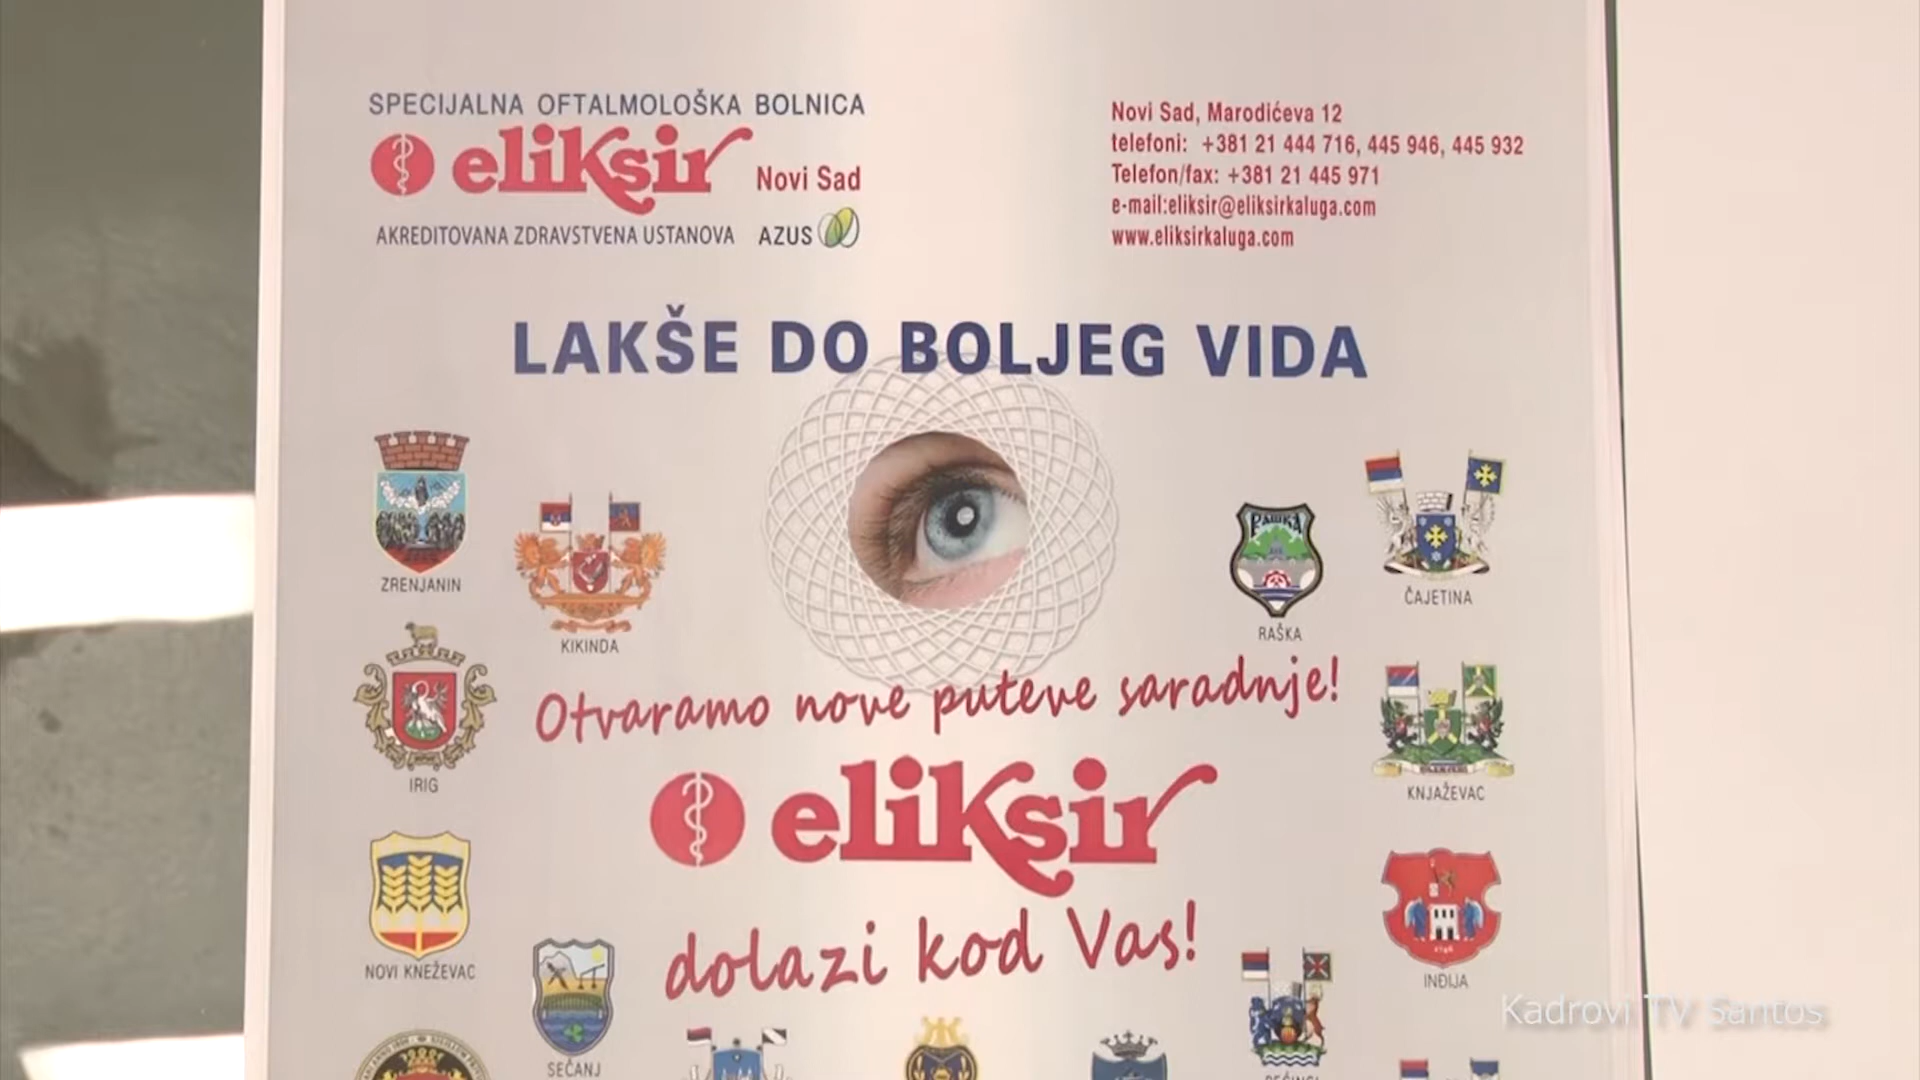 SPECIJALNA OFTALMOLOŠKA BOLNICA
eliksir Novi Sad
AKREDITOVANA ZDRAVSTVENA USTANOVA AZUS
Novi Sad, Marodićeva 12
telefoni: +381 21 444 716, 445 946, 445 932
Telefon/fax: +381 21 445 971
e-mail:eliksir@eliksirkaluga.com
www.eliksirkaluga.com
LAKŠE DO BOLJEG VIDA
ZRENJANIN
KIKINDA
РАШКА
RAŠKA
ČAJETINA
Otvaramo nove puteve saradnje!
IRIG
KNJAŽEVAC
eliksir
dolazi kod Vas!
NOVI KNEŽEVAC
INĐIJA
SEČANJ
Kadrovi TV Santos